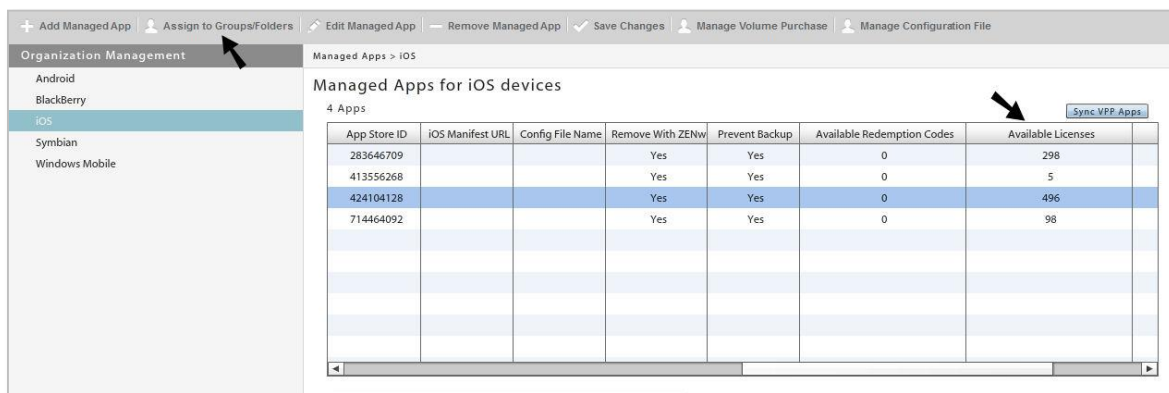 Add Managed App Assign to Groups/Folders Edit Managed App Remove Managed App Save Changes Manage Volume Purchase Manage Configuration File
Organization Management
Android
BlackBerry
iOS
Symbian
Windows Mobile
Managed Apps > iOS
Managed Apps for iOS devices
4 Apps
Sync VPP Apps
App Store ID iOS Manifest URL Config File Name Remove With ZENw Prevent Backup Available Redemption Codes Available Licenses
283646709 Yes Yes 0 298
413556268 Yes Yes 0 5
424104128 Yes Yes 0 496
714464092 Yes Yes 0 98